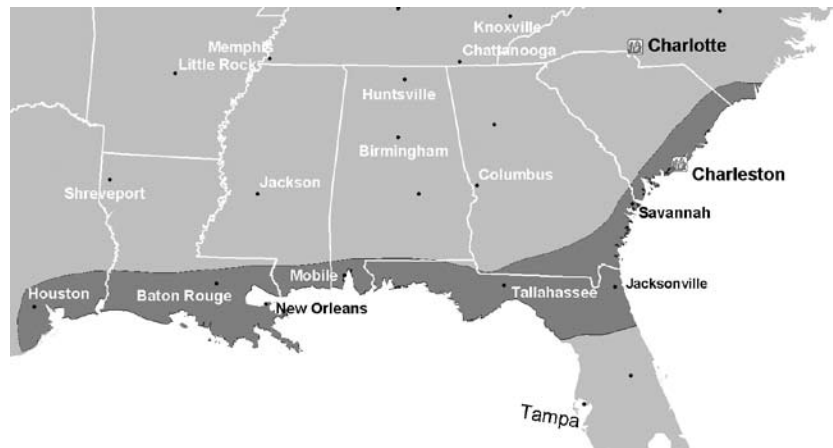 Knoxville
Memphis
Chattanooga
Charlotte
Little Rock
Huntsville
Birmingham
Columbus
Jackson
Shreveport
Charleston
Savannah
Mobile
Houston
Baton Rouge
Tallahassee
Jacksonville
New Orleans
Tampa